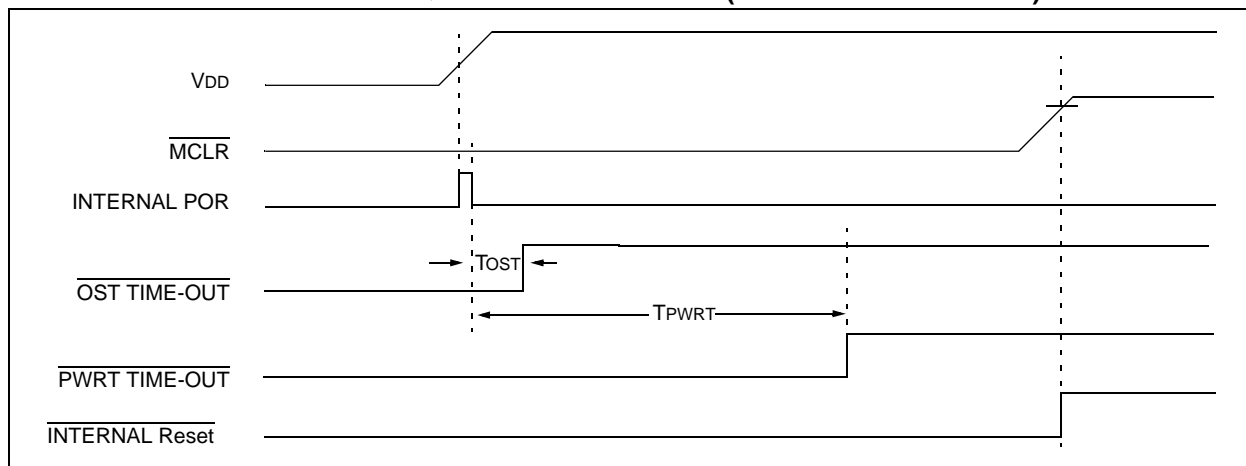 VDD
MCLR
INTERNAL POR
TOST
OST TIME-OUT
TPWRT
PWRT TIME-OUT
INTERNAL Reset